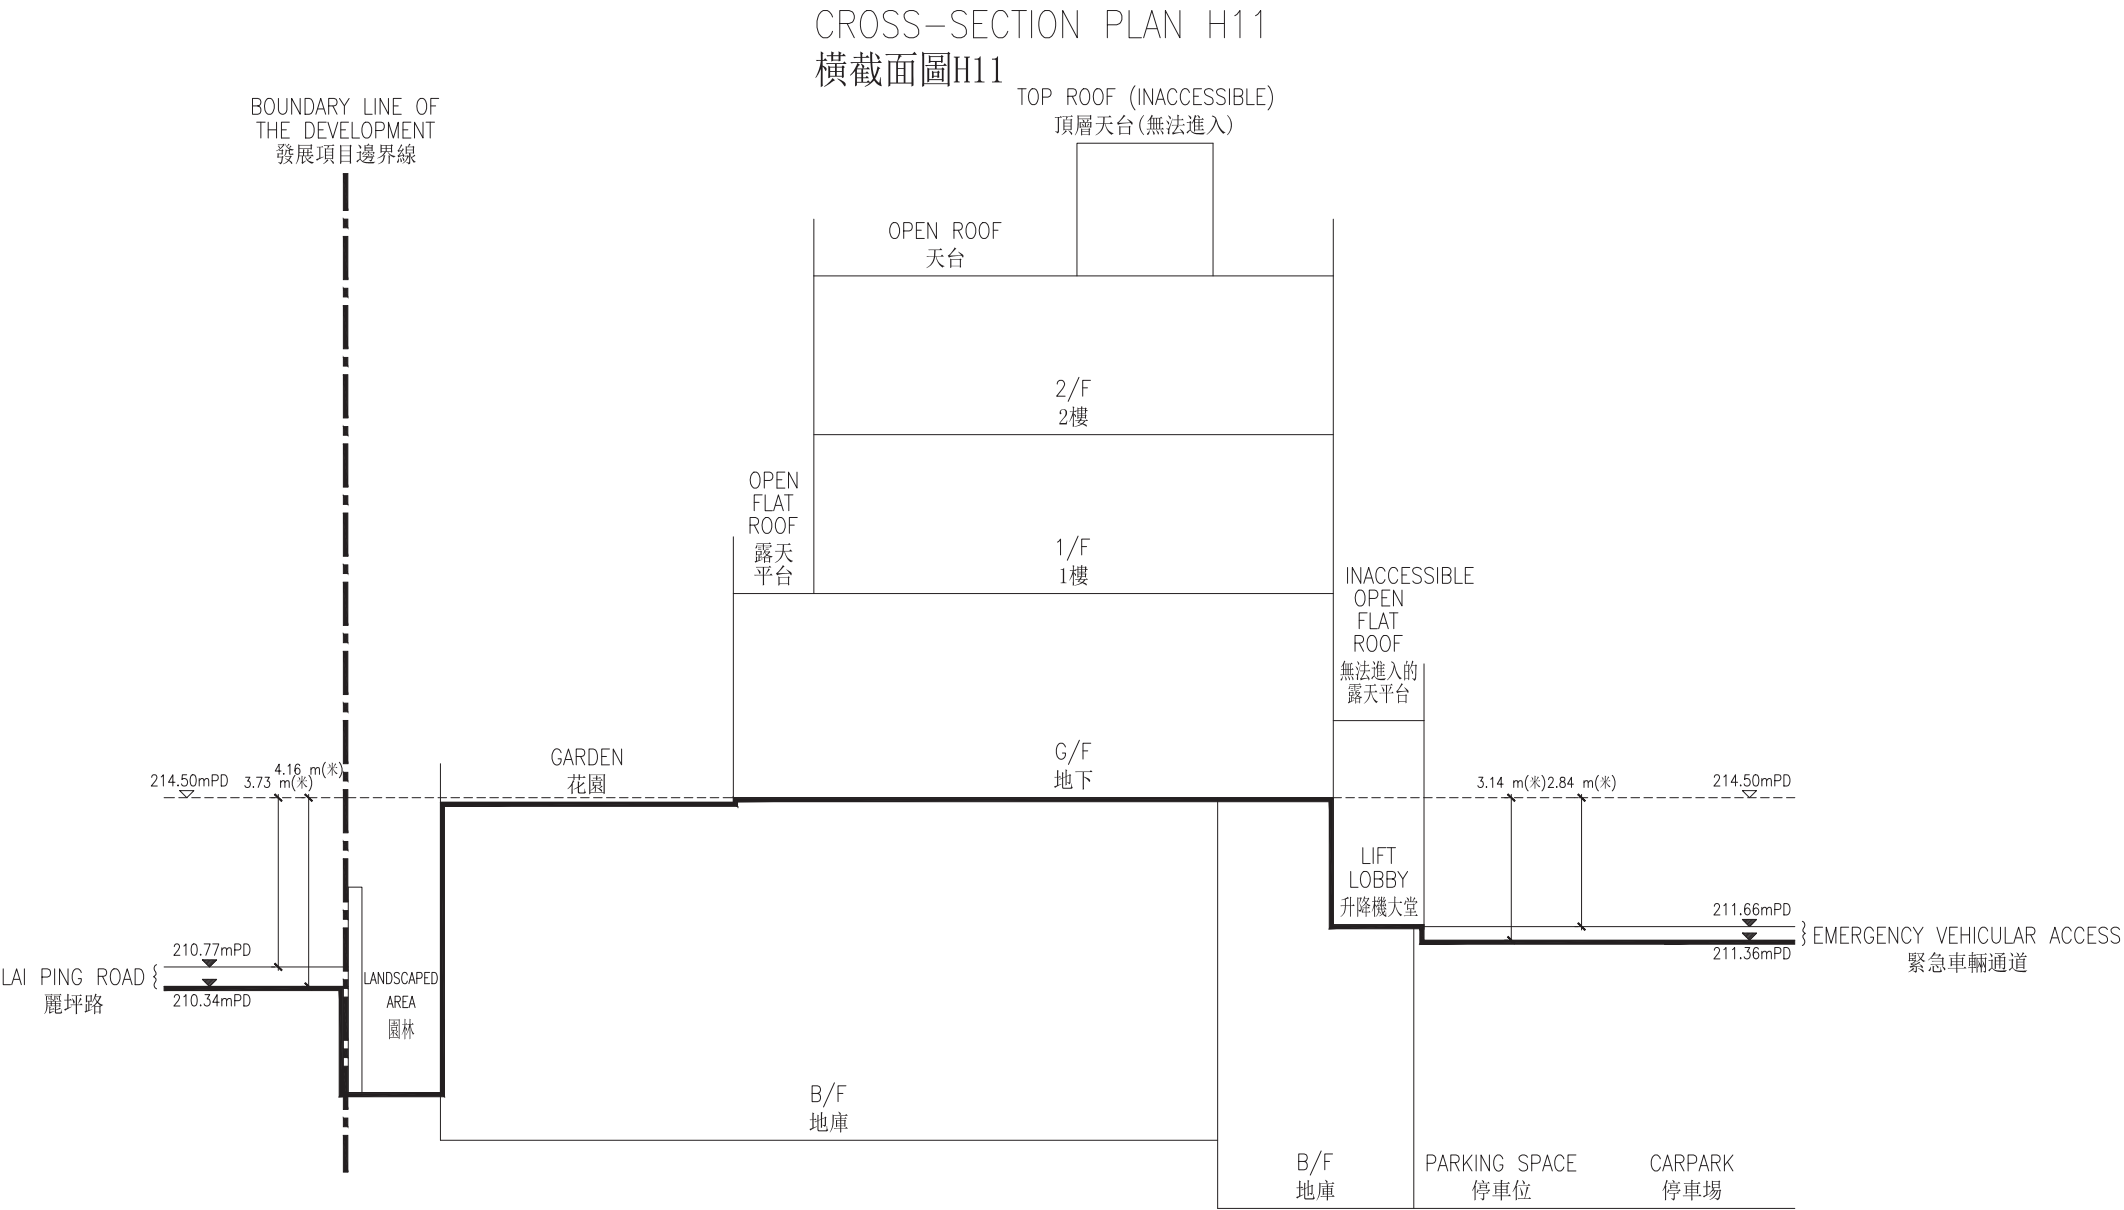 CROSS-SECTION PLAN H11
橫截面圖H11
TOP ROOF (INACCESSIBLE)
頂層天台(無法進入)
BOUNDARY LINE OF
THE DEVELOPMENT
發展項目邊界線
OPEN ROOF
天台
2/F
2樓
OPEN
FLAT
ROOF
露天
平台
1/F
1樓
INACCESSIBLE
OPEN
FLAT
ROOF
無法進入的
露天平台
GARDEN
花園
G/F
地下
214.50mPD
3.73 m(米)
4.16 m(米)
3.14 m(米)
2.84 m(米)
214.50mPD
LIFT
LOBBY
升降機大堂
211.66mPD
211.36mPD
EMERGENCY VEHICULAR ACCESS
緊急車輛通道
210.77mPD
LAI PING ROAD
麗坪路
210.34mPD
LANDSCAPED
AREA
園林
B/F
地庫
B/F
地庫
PARKING SPACE
停車位
CARPARK
停車場